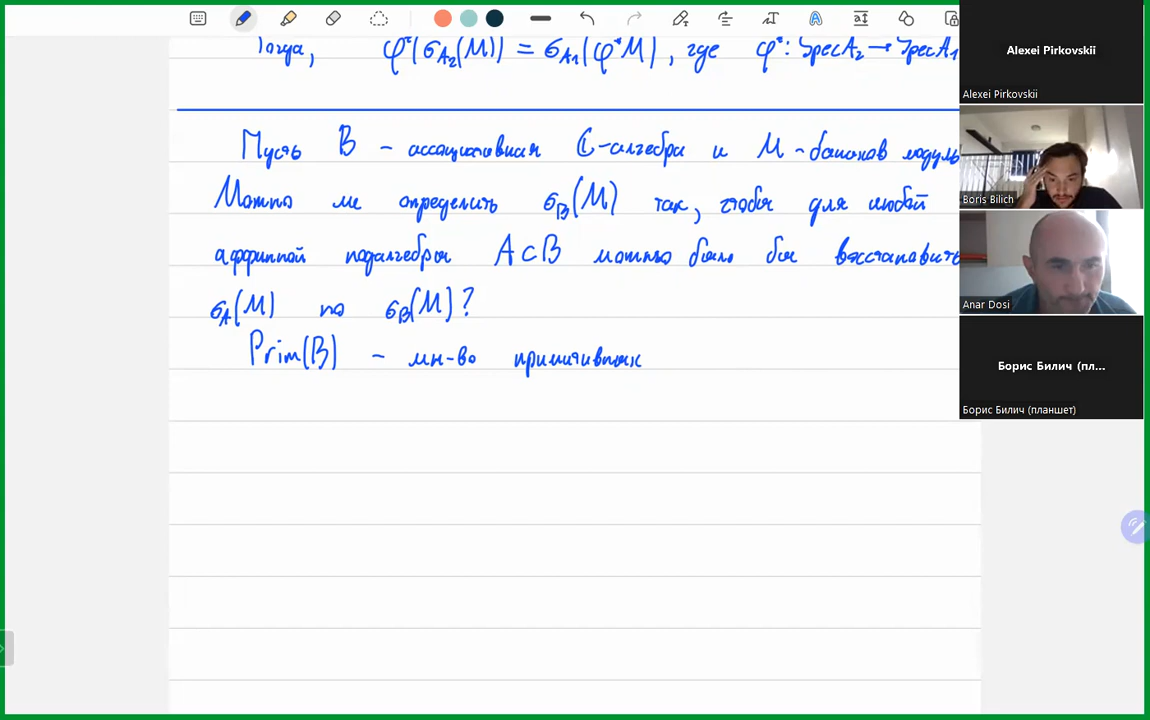 Тогда, φ*(σ_{A_2}(M)) = σ_{A_1}(φ*M), где φ*: Spec A_2 → Spec A_1
Пусть B – ассоциативная ℂ-алгебра и M – банахов модуль
Можно ли определить σ_B(M) так, чтобы для любой
аффинной подалгебры A ⊂ B можно было бы восстановить
σ_A(M) по σ_B(M)?
Prim(B) – мн-во примитивных
Alexei Pirkovskii
Alexei Pirkovskii
Boris Bilich
Anar Dosi
Борис Билич (пл...
Борис Билич (планшет)